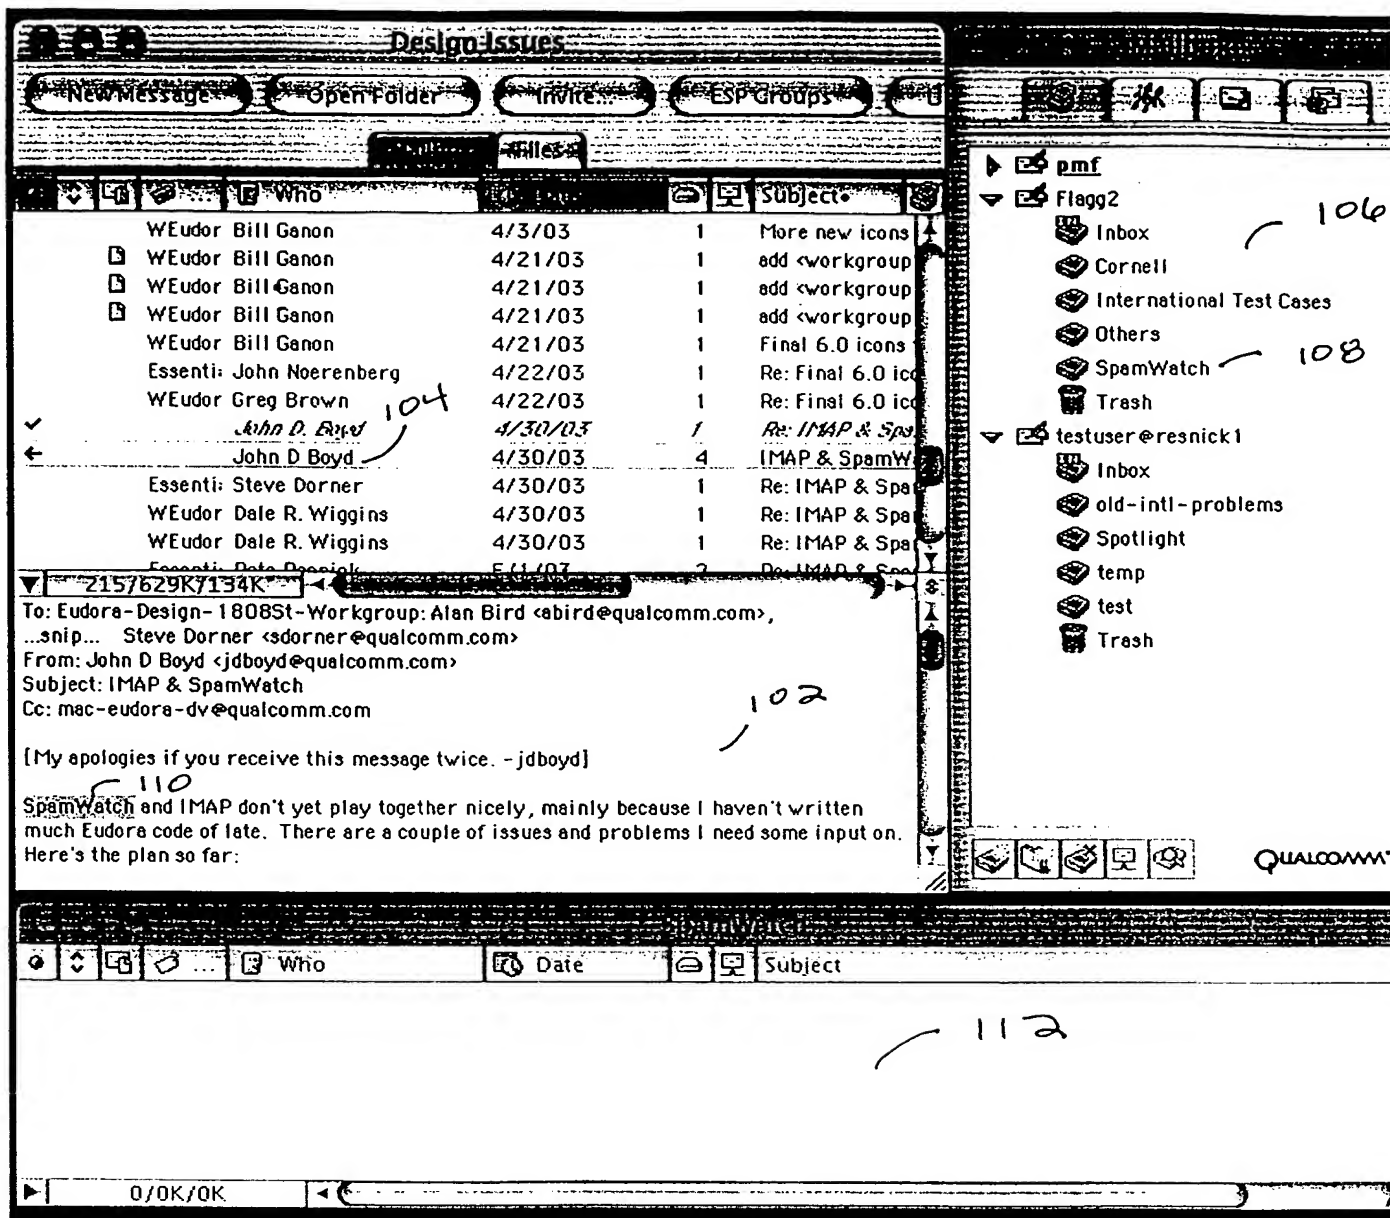 Design Issues
New Message Open Folder Invite... ESP Groups
Files
Who Subject
WEudor Bill Ganon 4/3/03 1 More new icons
WEudor Bill Ganon 4/21/03 1 add <workgroup
WEudor Bill Ganon 4/21/03 1 add <workgroup
WEudor Bill Ganon 4/21/03 1 add <workgroup
WEudor Bill Ganon 4/21/03 1 Final 6.0 icons
Essenti: John Noerenberg 4/22/03 1 Re: Final 6.0 ico
WEudor Greg Brown 4/22/03 1 Re: Final 6.0 ico
104
John D. Boyd 4/30/03 1 Re: IMAP & Spa
John D Boyd 4/30/03 4 IMAP & SpamW
Essenti: Steve Dorner 4/30/03 1 Re: IMAP & Spa
WEudor Dale R. Wiggins 4/30/03 1 Re: IMAP & Spa
WEudor Dale R. Wiggins 4/30/03 1 Re: IMAP & Spa
215/629K/134K
To: Eudora-Design-1808St-Workgroup: Alan Bird <abird@qualcomm.com>,
...snip... Steve Dorner <sdorner@qualcomm.com>
From: John D Boyd <jdboyd@qualcomm.com>
Subject: IMAP & SpamWatch
Cc: mac-eudora-dv@qualcomm.com
102
[My apologies if you receive this message twice. -jdboyd]
110
SpamWatch and IMAP don't yet play together nicely, mainly because I haven't written
much Eudora code of late. There are a couple of issues and problems I need some input on.
Here's the plan so far:
pmf
Flagg2
106
Inbox
Cornell
International Test Cases
Others
SpamWatch
108
Trash
testuser@resnick1
Inbox
old-intl-problems
Spotlight
temp
test
Trash
QUALCOMM
SpamWatch
Who Date Subject
112
0/0K/0K